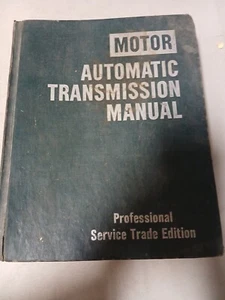 MOTOR
AUTOMATIC
TRANSMISSION
MANUAL
Professional
Service Trade Edition